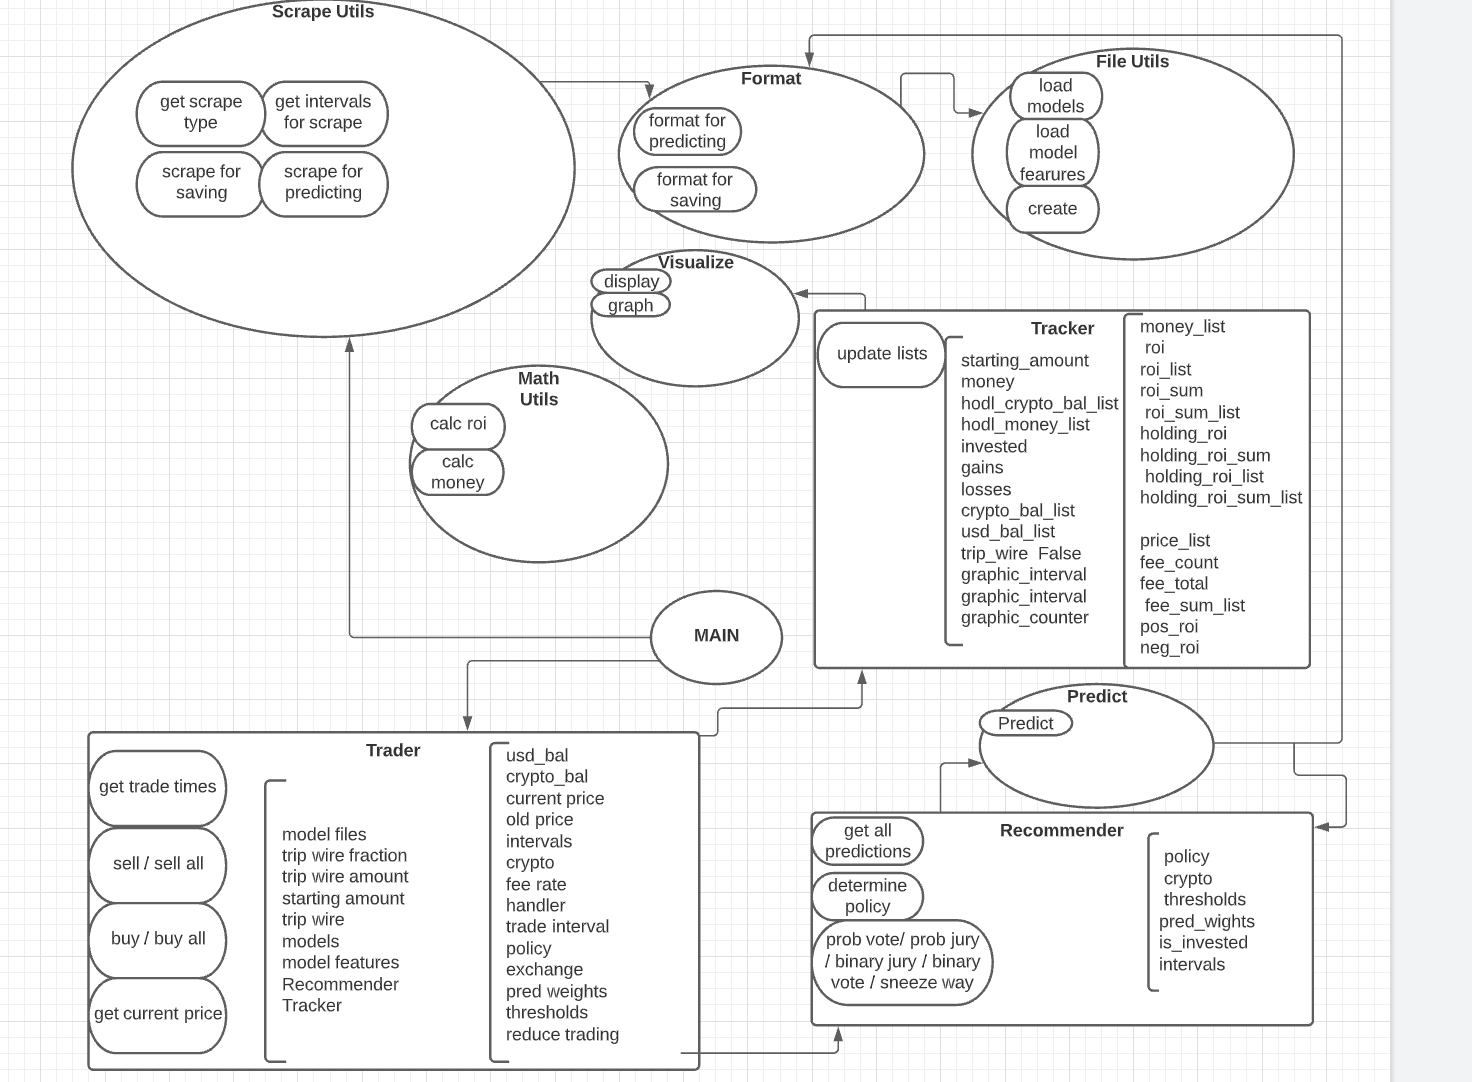 Scrape Utils
get scrape
type
get intervals
for scrape
scrape for
saving
scrape for
predicting
Format
format for
predicting
format for
saving
File Utils
load
models
load
model
fearures
create
Visualize
display
graph
Math
Utils
calc roi
calc
money
Tracker
update lists
starting_amount
money
hodl_crypto_bal_list
hodl_money_list
invested
gains
losses
crypto_bal_list
usd_bal_list
trip_wire  False
graphic_interval
graphic_interval
graphic_counter
money_list
roi
roi_list
roi_sum
roi_sum_list
holding_roi
holding_roi_sum
holding_roi_list
holding_roi_sum_list
price_list
fee_count
fee_total
fee_sum_list
pos_roi
neg_roi
MAIN
Trader
get trade times
sell / sell all
buy / buy all
get current price
model files
trip wire fraction
trip wire amount
starting amount
trip wire
models
model features
Recommender
Tracker
usd_bal
crypto_bal
current price
old price
intervals
crypto
fee rate
handler
trade interval
policy
exchange
pred weights
thresholds
reduce trading
Predict
Predict
Recommender
get all
predictions
determine
policy
prob vote/ prob jury
/ binary jury / binary
vote / sneeze way
policy
crypto
thresholds
pred_wights
is_invested
intervals